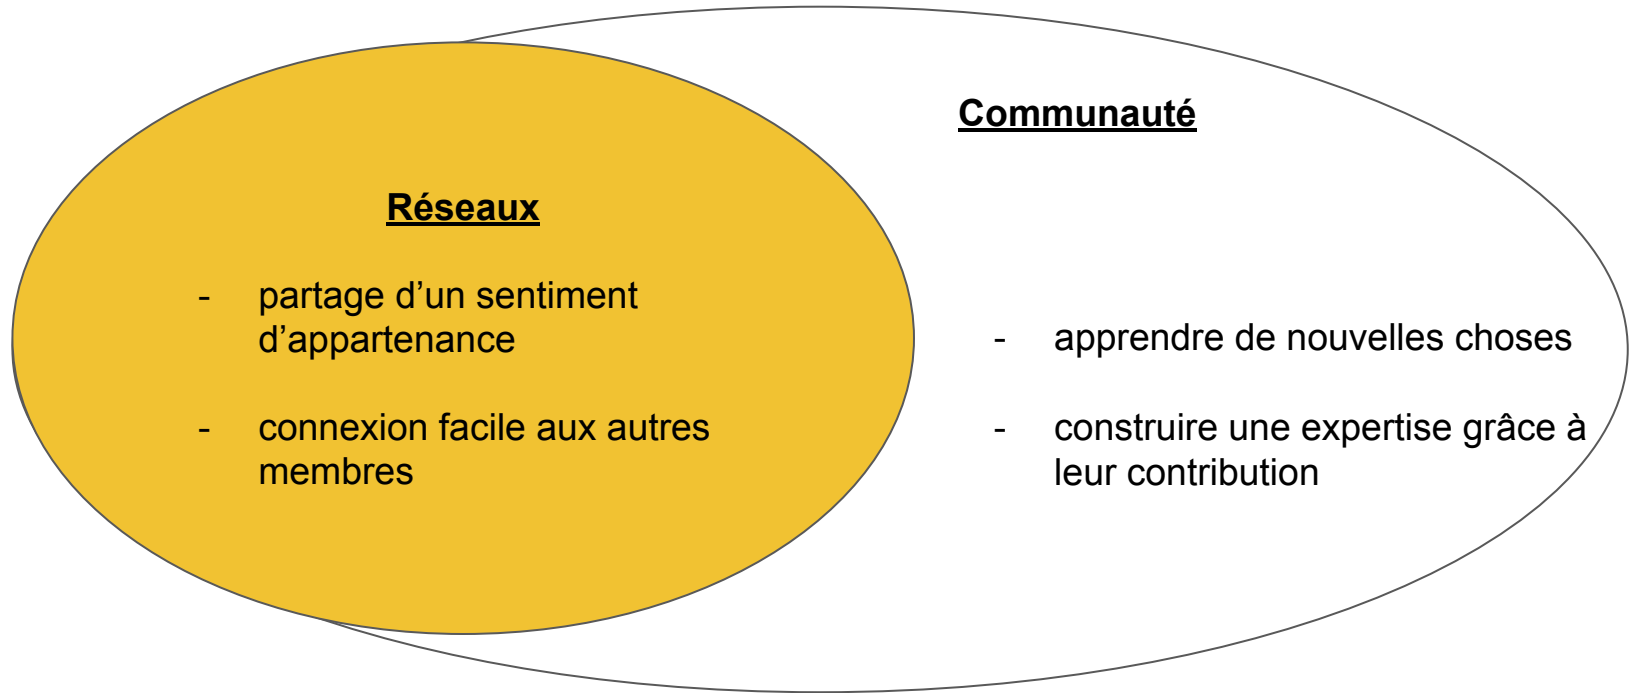 Communauté
Réseaux
- partage d’un sentiment
d’appartenance
- connexion facile aux autres
membres
- apprendre de nouvelles choses
- construire une expertise grâce à
leur contribution